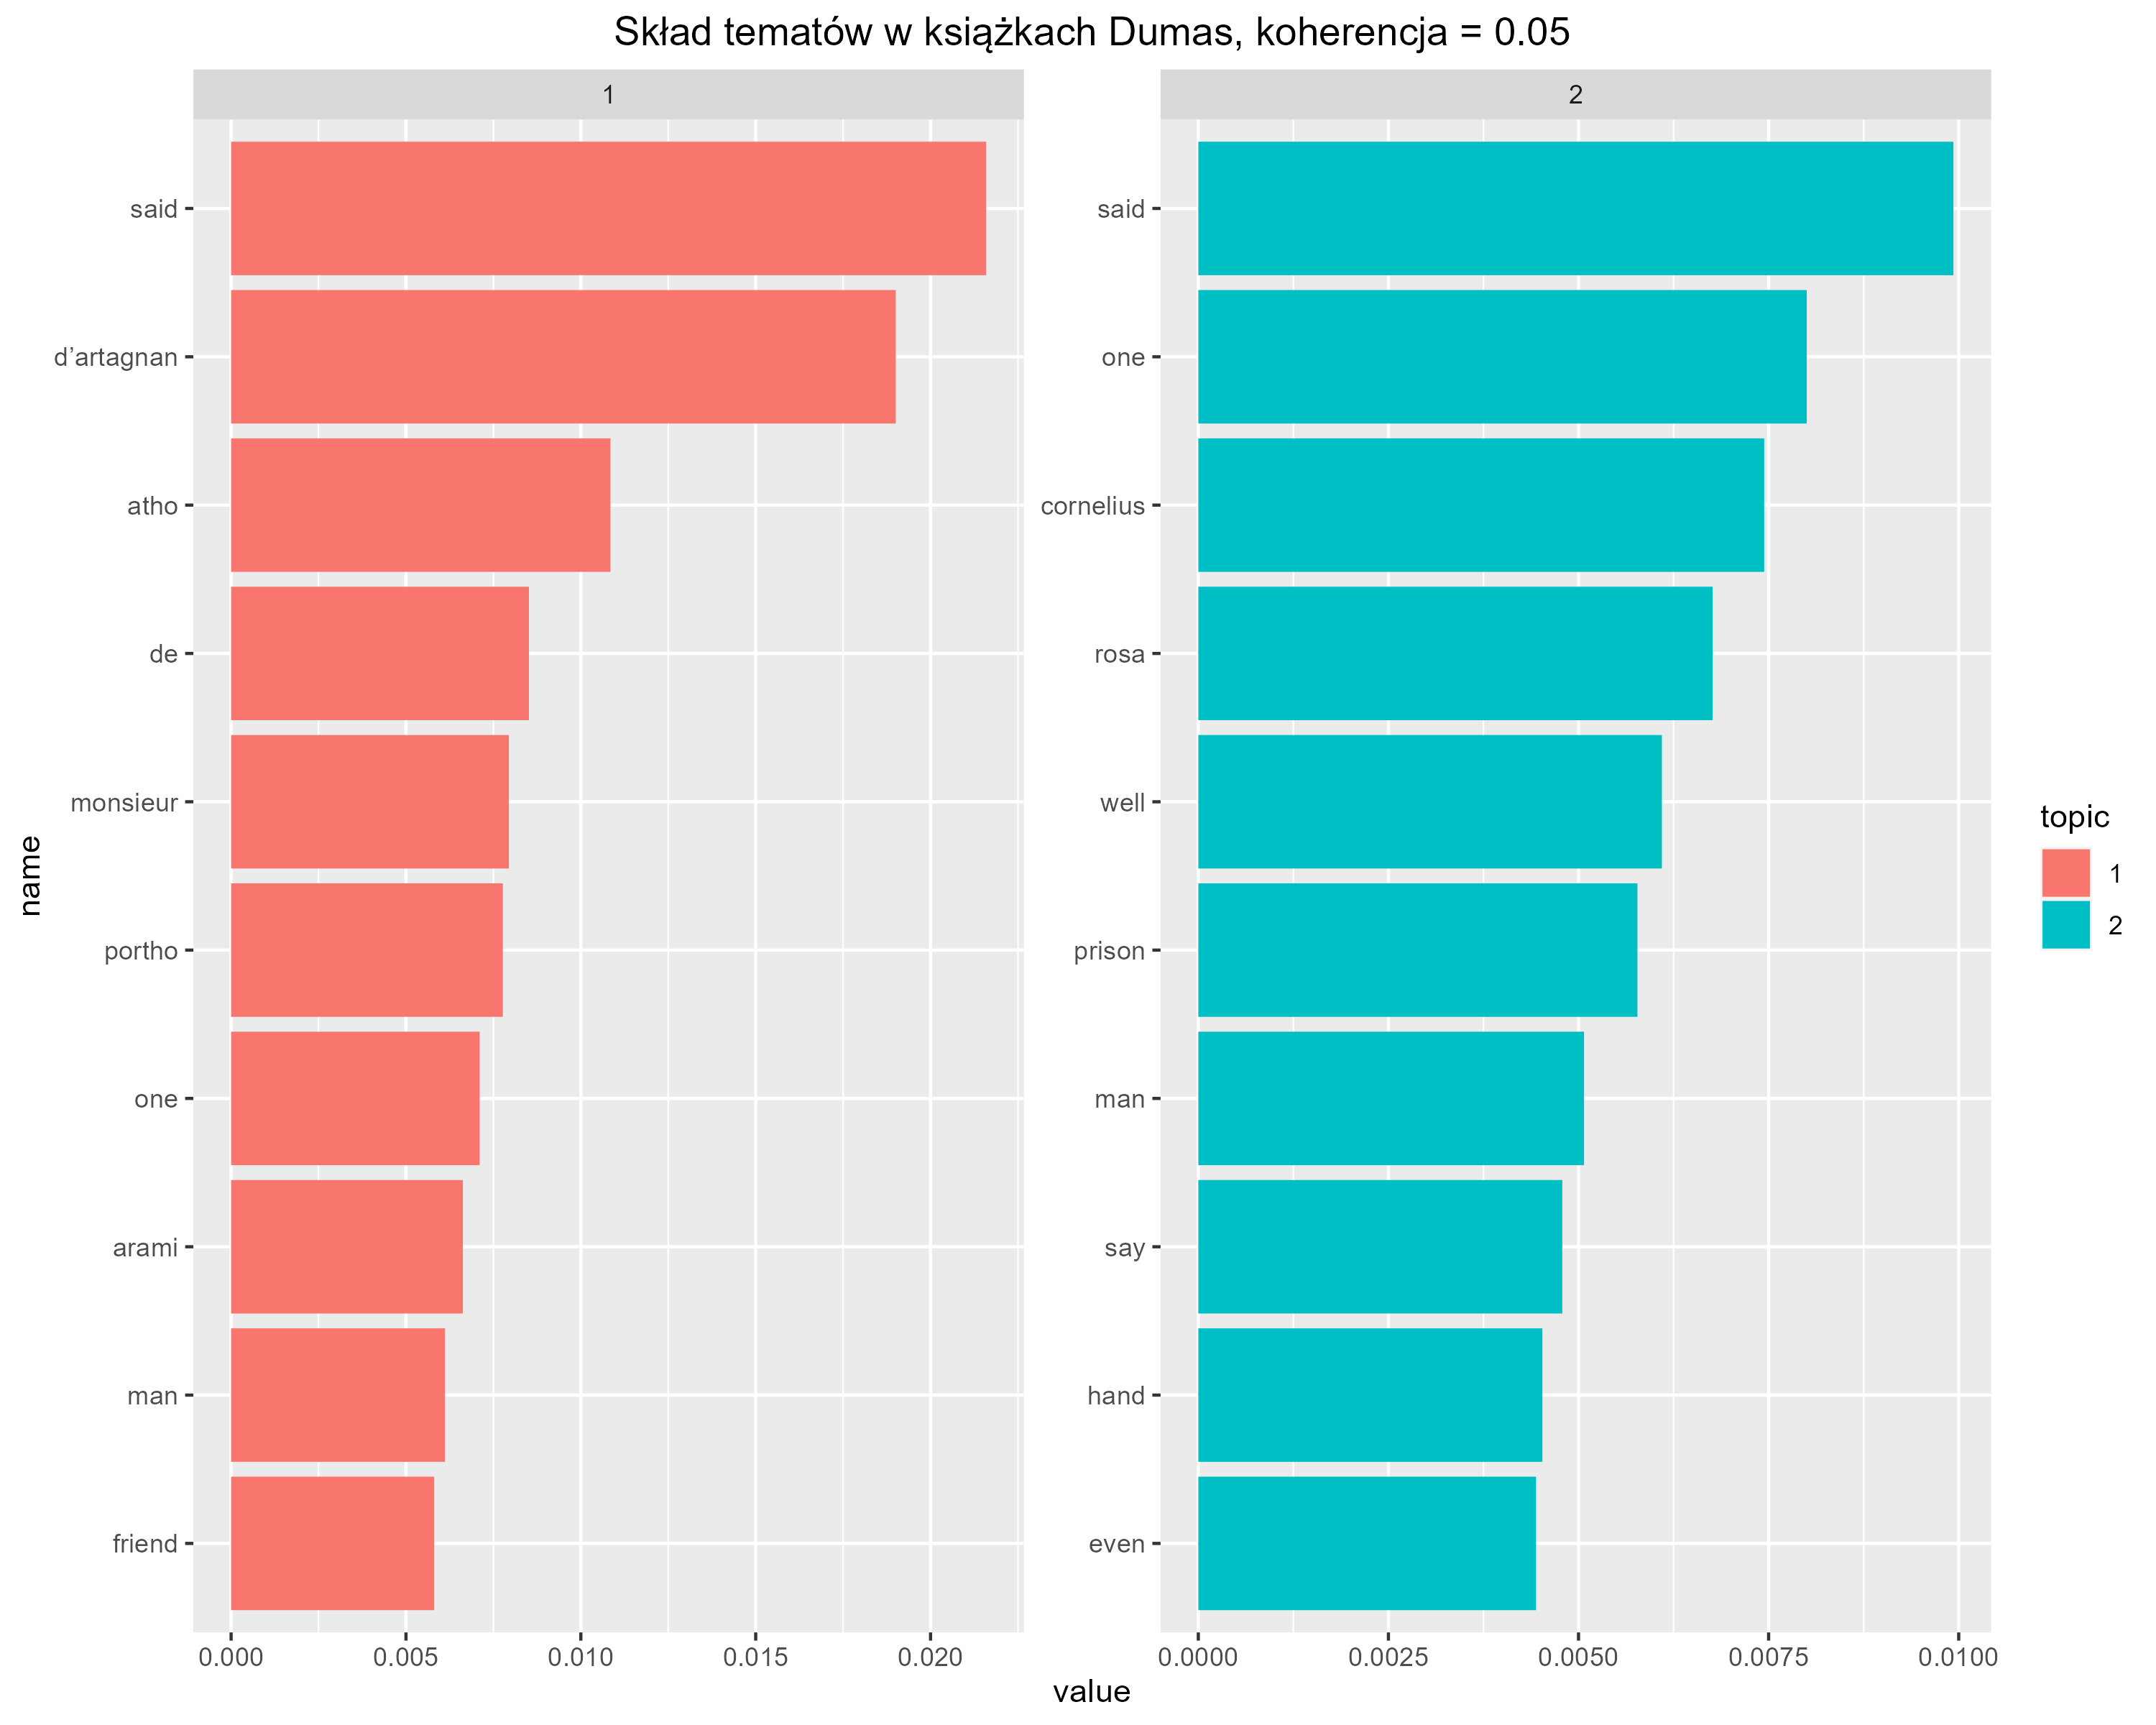 Skład tematów w książkach Dumas, koherencja = 0.05
1
said
d’artagnan
atho
de
monsieur
portho
one
arami
man
friend
0.000 0.005 0.010 0.015 0.020
2
said
one
cornelius
rosa
well
prison
man
say
hand
even
0.0000 0.0025 0.0050 0.0075 0.0100
name
value
topic
1
2